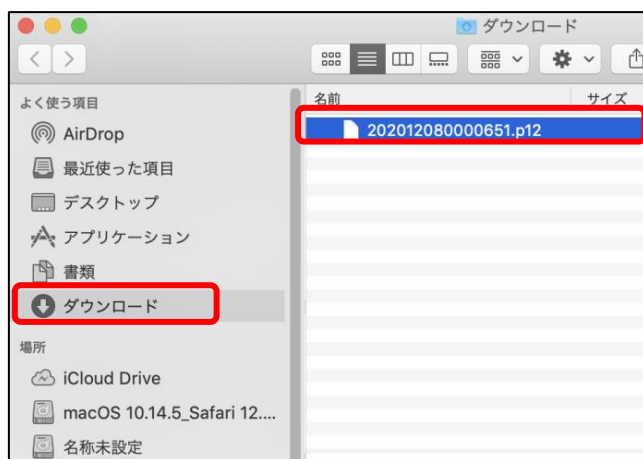 ダウンロード
名前
サイズ
202012080000651.p12
よく使う項目
AirDrop
最近使った項目
デスクトップ
アプリケーション
書類
ダウンロード
場所
iCloud Drive
macOS 10.14.5_Safari 12....
名称未設定